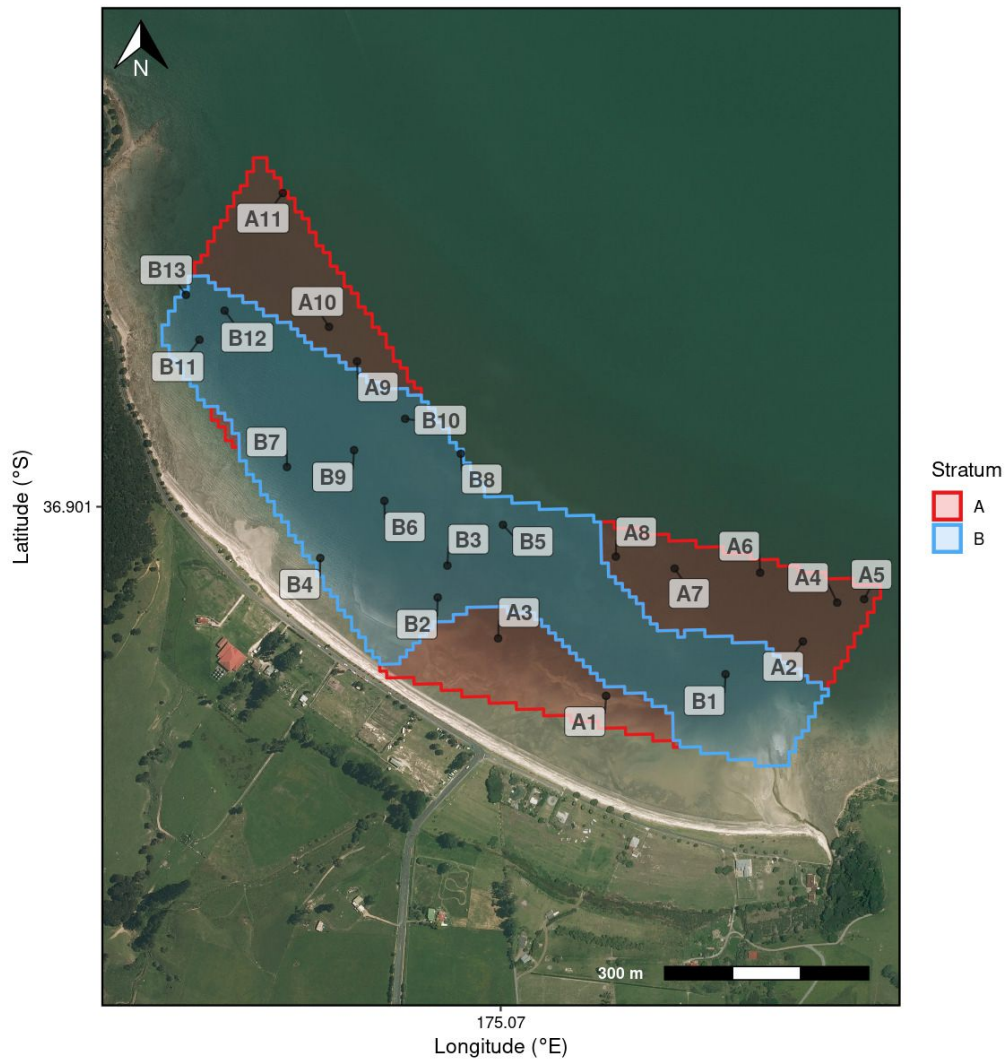 N
A11
B13
A10
B12
B11
A9
B10
B7
B9
B8
Stratum
A
B
36.901
Latitude (°S)
B6
B3
B5
A8
A6
A4
A5
A7
B4
B2
A3
A2
B1
A1
300 m
175.07
Longitude (°E)